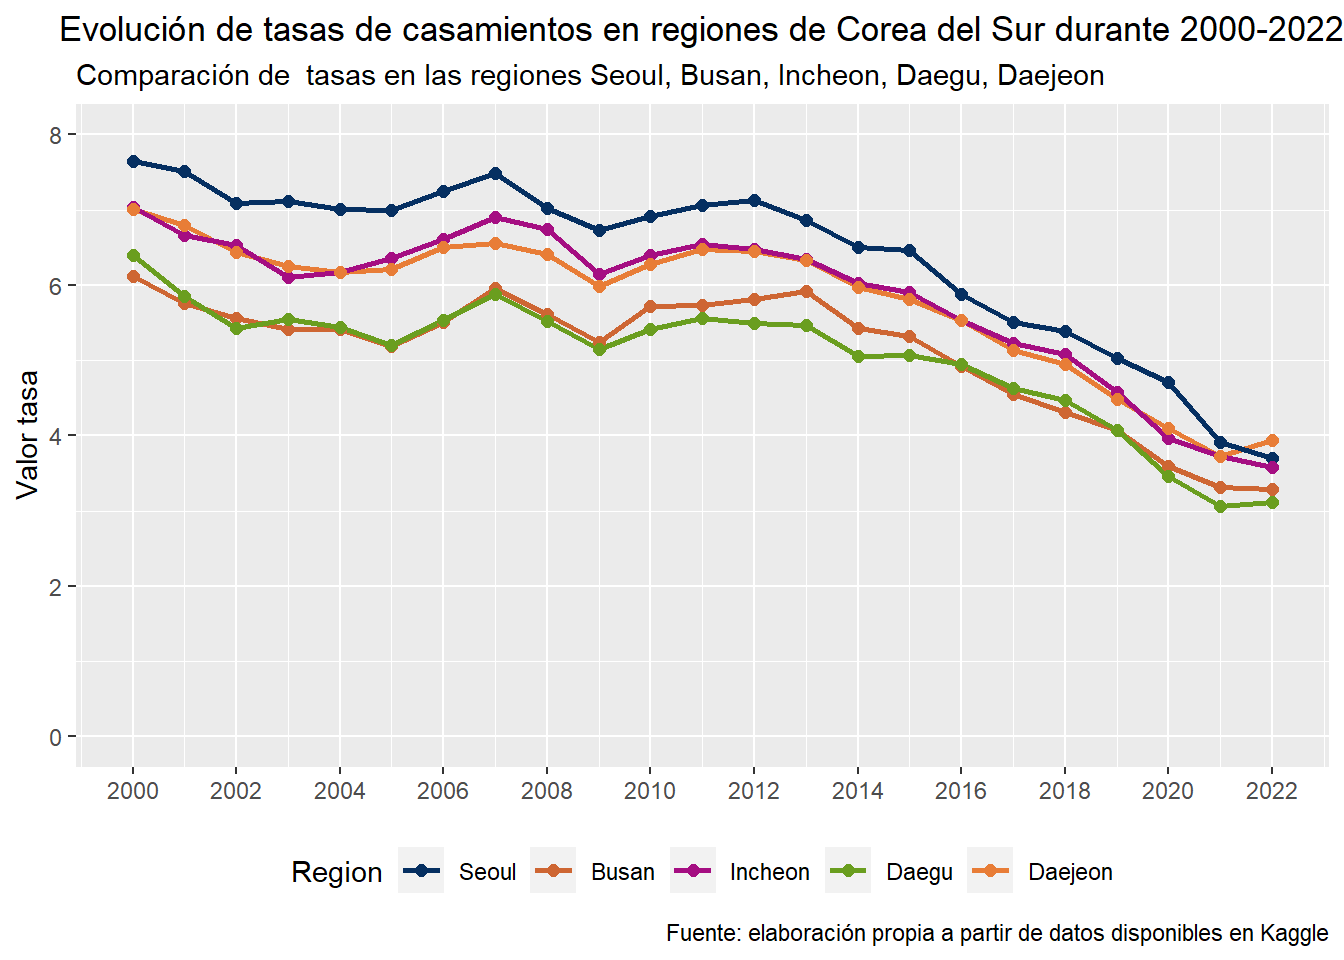 Evolución de tasas de casamientos en regiones de Corea del Sur durante 2000-2022
Comparación de  tasas en las regiones Seoul, Busan, Incheon, Daegu, Daejeon
Valor tasa
8
6
4
2
0
2000 2002 2004 2006 2008 2010 2012 2014 2016 2018 2020 2022
Region Seoul Busan Incheon Daegu Daejeon
Fuente: elaboración propia a partir de datos disponibles en Kaggle